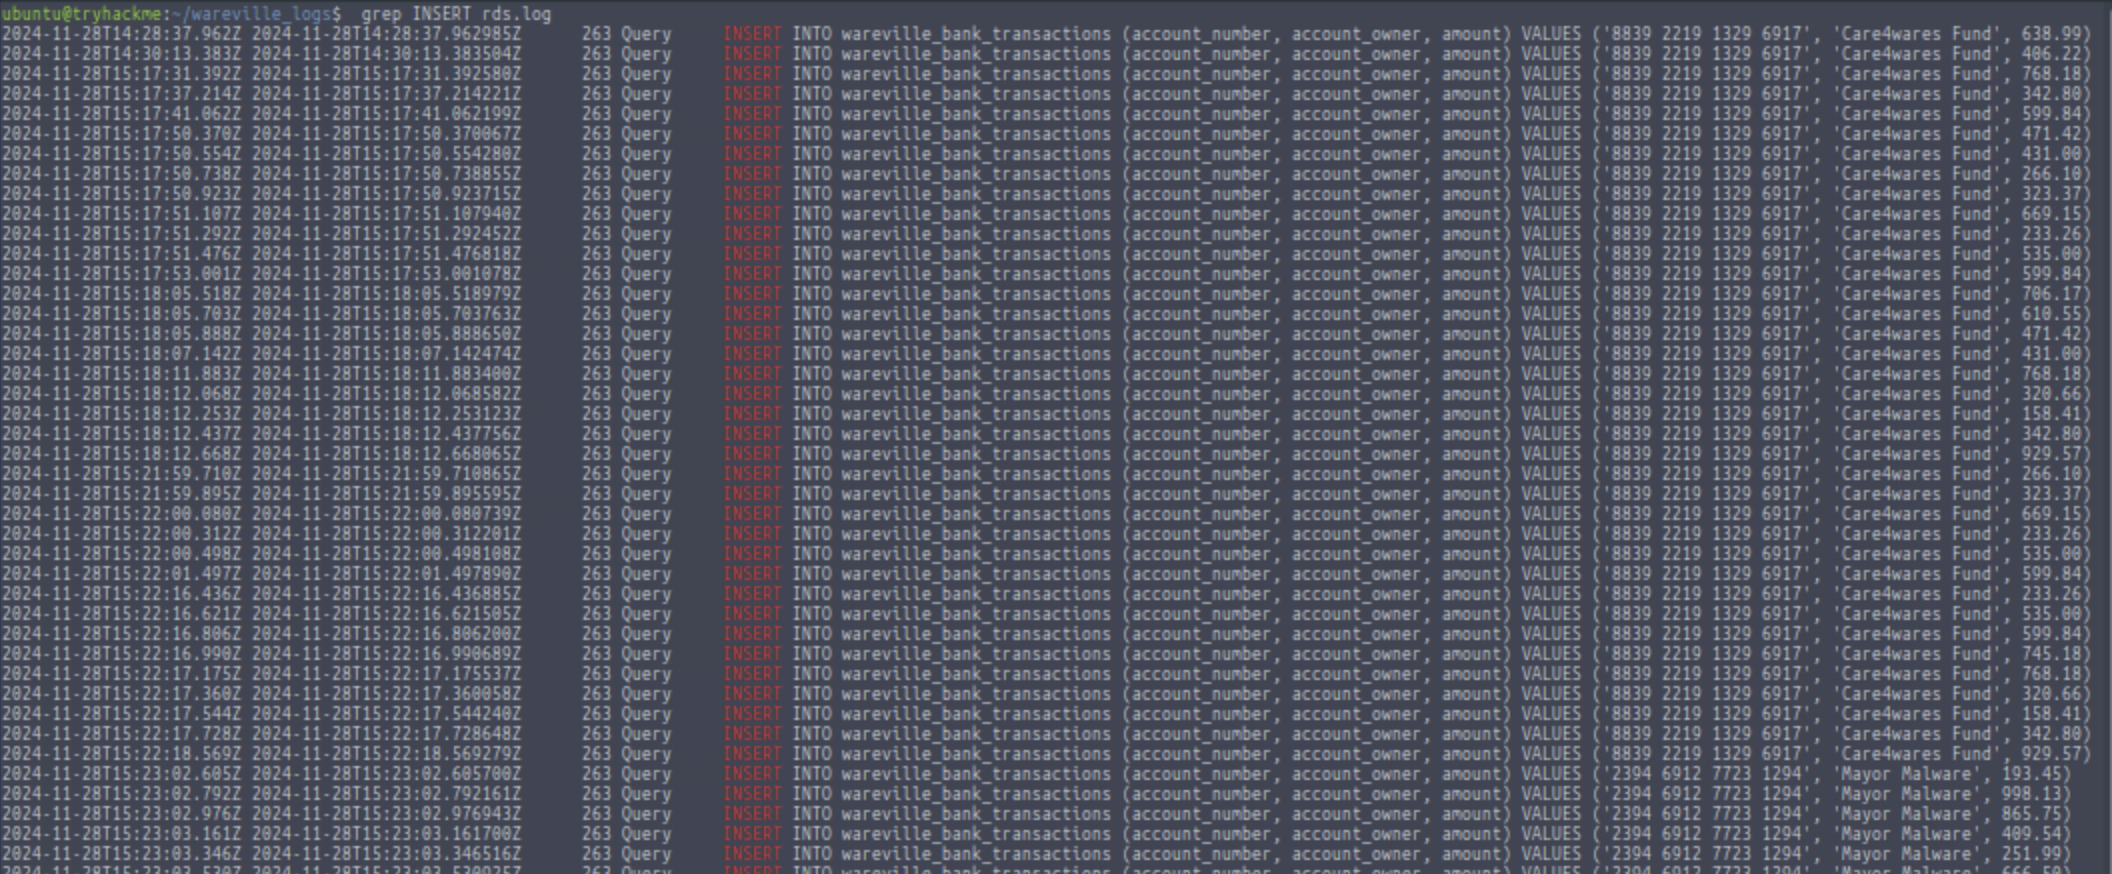 ubuntu@tryhackme:~/wareville_logs$  grep INSERT rds.log
2024-11-28T14:28:37.962Z 2024-11-28T14:28:37.962985Z      263 Query     INSERT INTO wareville_bank_transactions (account_number, account_owner, amount) VALUES ('8839 2219 1329 6917', 'Care4wares Fund', 638.99)
2024-11-28T14:30:13.383Z 2024-11-28T14:30:13.383504Z      263 Query     INSERT INTO wareville_bank_transactions (account_number, account_owner, amount) VALUES ('8839 2219 1329 6917', 'Care4wares Fund', 406.22)
2024-11-28T15:17:31.392Z 2024-11-28T15:17:31.392580Z      263 Query     INSERT INTO wareville_bank_transactions (account_number, account_owner, amount) VALUES ('8839 2219 1329 6917', 'Care4wares Fund', 768.18)
2024-11-28T15:17:37.214Z 2024-11-28T15:17:37.214221Z      263 Query     INSERT INTO wareville_bank_transactions (account_number, account_owner, amount) VALUES ('8839 2219 1329 6917', 'Care4wares Fund', 342.80)
2024-11-28T15:17:41.062Z 2024-11-28T15:17:41.062199Z      263 Query     INSERT INTO wareville_bank_transactions (account_number, account_owner, amount) VALUES ('8839 2219 1329 6917', 'Care4wares Fund', 599.84)
2024-11-28T15:17:50.370Z 2024-11-28T15:17:50.370067Z      263 Query     INSERT INTO wareville_bank_transactions (account_number, account_owner, amount) VALUES ('8839 2219 1329 6917', 'Care4wares Fund', 471.42)
2024-11-28T15:17:50.554Z 2024-11-28T15:17:50.554280Z      263 Query     INSERT INTO wareville_bank_transactions (account_number, account_owner, amount) VALUES ('8839 2219 1329 6917', 'Care4wares Fund', 431.00)
2024-11-28T15:17:50.738Z 2024-11-28T15:17:50.738855Z      263 Query     INSERT INTO wareville_bank_transactions (account_number, account_owner, amount) VALUES ('8839 2219 1329 6917', 'Care4wares Fund', 266.10)
2024-11-28T15:17:50.923Z 2024-11-28T15:17:50.923715Z      263 Query     INSERT INTO wareville_bank_transactions (account_number, account_owner, amount) VALUES ('8839 2219 1329 6917', 'Care4wares Fund', 323.37)
2024-11-28T15:17:51.107Z 2024-11-28T15:17:51.107940Z      263 Query     INSERT INTO wareville_bank_transactions (account_number, account_owner, amount) VALUES ('8839 2219 1329 6917', 'Care4wares Fund', 669.15)
2024-11-28T15:17:51.292Z 2024-11-28T15:17:51.292452Z      263 Query     INSERT INTO wareville_bank_transactions (account_number, account_owner, amount) VALUES ('8839 2219 1329 6917', 'Care4wares Fund', 233.26)
2024-11-28T15:17:51.476Z 2024-11-28T15:17:51.476818Z      263 Query     INSERT INTO wareville_bank_transactions (account_number, account_owner, amount) VALUES ('8839 2219 1329 6917', 'Care4wares Fund', 535.00)
2024-11-28T15:17:53.001Z 2024-11-28T15:17:53.001078Z      263 Query     INSERT INTO wareville_bank_transactions (account_number, account_owner, amount) VALUES ('8839 2219 1329 6917', 'Care4wares Fund', 599.84)
2024-11-28T15:18:05.518Z 2024-11-28T15:18:05.518979Z      263 Query     INSERT INTO wareville_bank_transactions (account_number, account_owner, amount) VALUES ('8839 2219 1329 6917', 'Care4wares Fund', 706.17)
2024-11-28T15:18:05.703Z 2024-11-28T15:18:05.703763Z      263 Query     INSERT INTO wareville_bank_transactions (account_number, account_owner, amount) VALUES ('8839 2219 1329 6917', 'Care4wares Fund', 610.55)
2024-11-28T15:18:05.888Z 2024-11-28T15:18:05.888650Z      263 Query     INSERT INTO wareville_bank_transactions (account_number, account_owner, amount) VALUES ('8839 2219 1329 6917', 'Care4wares Fund', 471.42)
2024-11-28T15:18:07.142Z 2024-11-28T15:18:07.142474Z      263 Query     INSERT INTO wareville_bank_transactions (account_number, account_owner, amount) VALUES ('8839 2219 1329 6917', 'Care4wares Fund', 431.00)
2024-11-28T15:18:11.883Z 2024-11-28T15:18:11.883400Z      263 Query     INSERT INTO wareville_bank_transactions (account_number, account_owner, amount) VALUES ('8839 2219 1329 6917', 'Care4wares Fund', 768.18)
2024-11-28T15:18:12.068Z 2024-11-28T15:18:12.068582Z      263 Query     INSERT INTO wareville_bank_transactions (account_number, account_owner, amount) VALUES ('8839 2219 1329 6917', 'Care4wares Fund', 320.66)
2024-11-28T15:18:12.253Z 2024-11-28T15:18:12.253123Z      263 Query     INSERT INTO wareville_bank_transactions (account_number, account_owner, amount) VALUES ('8839 2219 1329 6917', 'Care4wares Fund', 158.41)
2024-11-28T15:18:12.437Z 2024-11-28T15:18:12.437756Z      263 Query     INSERT INTO wareville_bank_transactions (account_number, account_owner, amount) VALUES ('8839 2219 1329 6917', 'Care4wares Fund', 342.80)
2024-11-28T15:18:12.668Z 2024-11-28T15:18:12.668065Z      263 Query     INSERT INTO wareville_bank_transactions (account_number, account_owner, amount) VALUES ('8839 2219 1329 6917', 'Care4wares Fund', 929.57)
2024-11-28T15:21:59.710Z 2024-11-28T15:21:59.710865Z      263 Query     INSERT INTO wareville_bank_transactions (account_number, account_owner, amount) VALUES ('8839 2219 1329 6917', 'Care4wares Fund', 266.10)
2024-11-28T15:21:59.895Z 2024-11-28T15:21:59.895595Z      263 Query     INSERT INTO wareville_bank_transactions (account_number, account_owner, amount) VALUES ('8839 2219 1329 6917', 'Care4wares Fund', 323.37)
2024-11-28T15:22:00.080Z 2024-11-28T15:22:00.080739Z      263 Query     INSERT INTO wareville_bank_transactions (account_number, account_owner, amount) VALUES ('8839 2219 1329 6917', 'Care4wares Fund', 669.15)
2024-11-28T15:22:00.312Z 2024-11-28T15:22:00.312201Z      263 Query     INSERT INTO wareville_bank_transactions (account_number, account_owner, amount) VALUES ('8839 2219 1329 6917', 'Care4wares Fund', 233.26)
2024-11-28T15:22:00.498Z 2024-11-28T15:22:00.498108Z      263 Query     INSERT INTO wareville_bank_transactions (account_number, account_owner, amount) VALUES ('8839 2219 1329 6917', 'Care4wares Fund', 535.00)
2024-11-28T15:22:01.497Z 2024-11-28T15:22:01.497890Z      263 Query     INSERT INTO wareville_bank_transactions (account_number, account_owner, amount) VALUES ('8839 2219 1329 6917', 'Care4wares Fund', 599.84)
2024-11-28T15:22:16.436Z 2024-11-28T15:22:16.436885Z      263 Query     INSERT INTO wareville_bank_transactions (account_number, account_owner, amount) VALUES ('8839 2219 1329 6917', 'Care4wares Fund', 233.26)
2024-11-28T15:22:16.621Z 2024-11-28T15:22:16.621505Z      263 Query     INSERT INTO wareville_bank_transactions (account_number, account_owner, amount) VALUES ('8839 2219 1329 6917', 'Care4wares Fund', 535.00)
2024-11-28T15:22:16.806Z 2024-11-28T15:22:16.806200Z      263 Query     INSERT INTO wareville_bank_transactions (account_number, account_owner, amount) VALUES ('8839 2219 1329 6917', 'Care4wares Fund', 599.84)
2024-11-28T15:22:16.990Z 2024-11-28T15:22:16.990689Z      263 Query     INSERT INTO wareville_bank_transactions (account_number, account_owner, amount) VALUES ('8839 2219 1329 6917', 'Care4wares Fund', 745.18)
2024-11-28T15:22:17.175Z 2024-11-28T15:22:17.175537Z      263 Query     INSERT INTO wareville_bank_transactions (account_number, account_owner, amount) VALUES ('8839 2219 1329 6917', 'Care4wares Fund', 768.18)
2024-11-28T15:22:17.360Z 2024-11-28T15:22:17.360058Z      263 Query     INSERT INTO wareville_bank_transactions (account_number, account_owner, amount) VALUES ('8839 2219 1329 6917', 'Care4wares Fund', 320.66)
2024-11-28T15:22:17.544Z 2024-11-28T15:22:17.544240Z      263 Query     INSERT INTO wareville_bank_transactions (account_number, account_owner, amount) VALUES ('8839 2219 1329 6917', 'Care4wares Fund', 158.41)
2024-11-28T15:22:17.728Z 2024-11-28T15:22:17.728648Z      263 Query     INSERT INTO wareville_bank_transactions (account_number, account_owner, amount) VALUES ('8839 2219 1329 6917', 'Care4wares Fund', 342.80)
2024-11-28T15:22:18.569Z 2024-11-28T15:22:18.569279Z      263 Query     INSERT INTO wareville_bank_transactions (account_number, account_owner, amount) VALUES ('8839 2219 1329 6917', 'Care4wares Fund', 929.57)
2024-11-28T15:23:02.605Z 2024-11-28T15:23:02.605700Z      263 Query     INSERT INTO wareville_bank_transactions (account_number, account_owner, amount) VALUES ('2394 6912 7723 1294', 'Mayor Malware', 193.45)
2024-11-28T15:23:02.792Z 2024-11-28T15:23:02.792161Z      263 Query     INSERT INTO wareville_bank_transactions (account_number, account_owner, amount) VALUES ('2394 6912 7723 1294', 'Mayor Malware', 998.13)
2024-11-28T15:23:02.976Z 2024-11-28T15:23:02.976943Z      263 Query     INSERT INTO wareville_bank_transactions (account_number, account_owner, amount) VALUES ('2394 6912 7723 1294', 'Mayor Malware', 865.75)
2024-11-28T15:23:03.161Z 2024-11-28T15:23:03.161700Z      263 Query     INSERT INTO wareville_bank_transactions (account_number, account_owner, amount) VALUES ('2394 6912 7723 1294', 'Mayor Malware', 409.54)
2024-11-28T15:23:03.346Z 2024-11-28T15:23:03.346516Z      263 Query     INSERT INTO wareville_bank_transactions (account_number, account_owner, amount) VALUES ('2394 6912 7723 1294', 'Mayor Malware', 251.99)